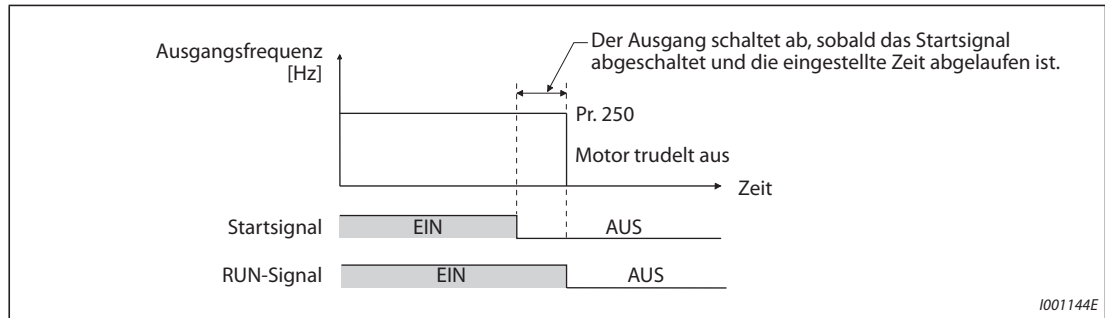 Ausgangsfrequenz
[Hz]
Der Ausgang schaltet ab, sobald das Startsignal
abgeschaltet und die eingestellte Zeit abgelaufen ist.
Pr. 250
Motor trudelt aus
Zeit
Startsignal EIN AUS
RUN-Signal EIN AUS
I001144E